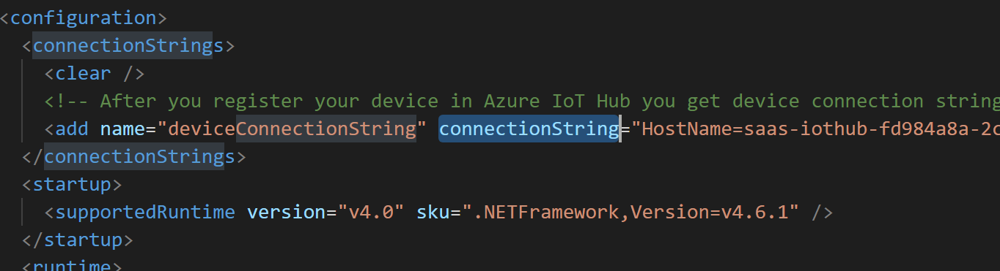 <configuration>
<connectionStrings>
<clear />
<!-- After you register your device in Azure IoT Hub you get device connection string
<add name="deviceConnectionString" connectionString="HostName=saas-iothub-fd984a8a-2c
</connectionStrings>
<startup>
<supportedRuntime version="v4.0" sku=".NETFramework,Version=v4.6.1" />
</startup>
<runtime>